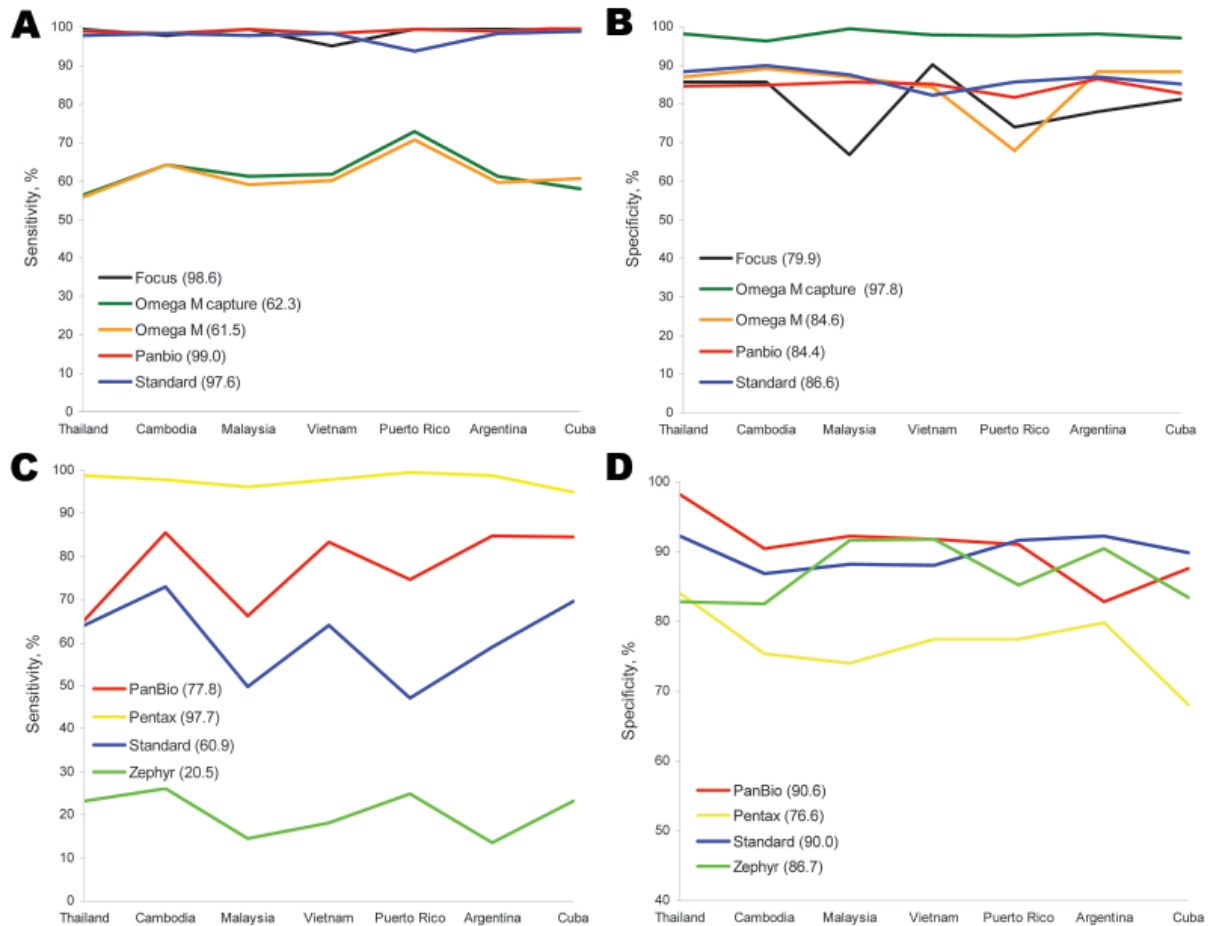 A
100
90
80
70
60
50
40
30
20
10
0
Sensitivity, %
Focus (98.6)
Omega M capture (62.3)
Omega M (61.5)
Panbio (99.0)
Standard (97.6)
Thailand Cambodia Malaysia Vietnam Puerto Rico Argentina Cuba
B
100
90
80
70
60
50
40
30
20
10
0
Specificity, %
Focus (79.9)
Omega M capture (97.8)
Omega M (84.6)
Panbio (84.4)
Standard (86.6)
Thailand Cambodia Malaysia Vietnam Puerto Rico Argentina Cuba
C
100
90
80
70
60
50
40
30
20
10
0
Sensitivity, %
PanBio (77.8)
Pentax (97.7)
Standard (60.9)
Zephyr (20.5)
Thailand Cambodia Malaysia Vietnam Puerto Rico Argentina Cuba
D
100
90
80
70
60
50
40
Specificity, %
PanBio (90.6)
Pentax (76.6)
Standard (90.0)
Zephyr (86.7)
Thailand Cambodia Malaysia Vietnam Puerto Rico Argentina Cuba